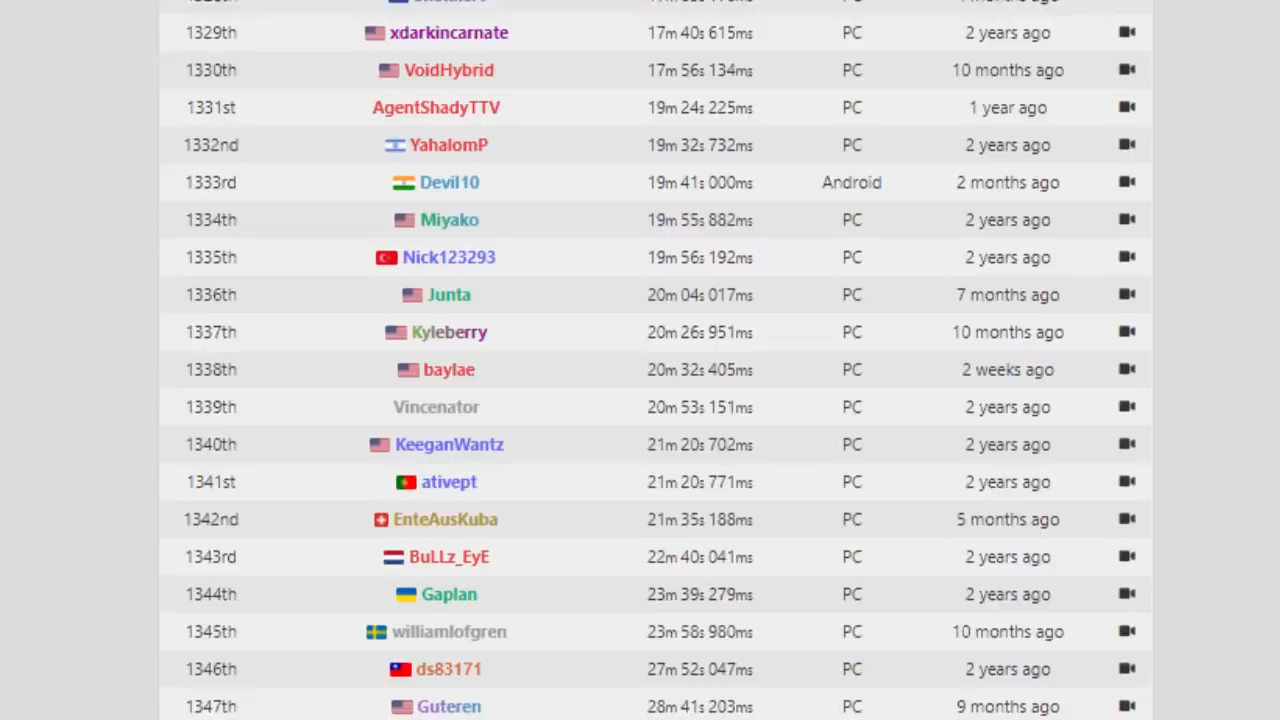 1329th xdarkincarnate 17m 40s 615ms PC 2 years ago
1330th VoidHybrid 17m 56s 134ms PC 10 months ago
1331st AgentShadyTTV 19m 24s 225ms PC 1 year ago
1332nd YahalomP 19m 32s 732ms PC 2 years ago
1333rd Devil10 19m 41s 000ms Android 2 months ago
1334th Miyako 19m 55s 882ms PC 2 years ago
1335th Nick123293 19m 56s 192ms PC 2 years ago
1336th Junta 20m 04s 017ms PC 7 months ago
1337th Kyleberry 20m 26s 951ms PC 10 months ago
1338th baylae 20m 32s 405ms PC 2 weeks ago
1339th Vincenator 20m 53s 151ms PC 2 years ago
1340th KeeganWantz 21m 20s 702ms PC 2 years ago
1341st ativept 21m 20s 771ms PC 2 years ago
1342nd EnteAusKuba 21m 35s 188ms PC 5 months ago
1343rd BuLLz_EyE 22m 40s 041ms PC 2 years ago
1344th Gaplan 23m 39s 279ms PC 2 years ago
1345th williamlofgren 23m 58s 980ms PC 10 months ago
1346th ds83171 27m 52s 047ms PC 2 years ago
1347th Guteren 28m 41s 203ms PC 9 months ago